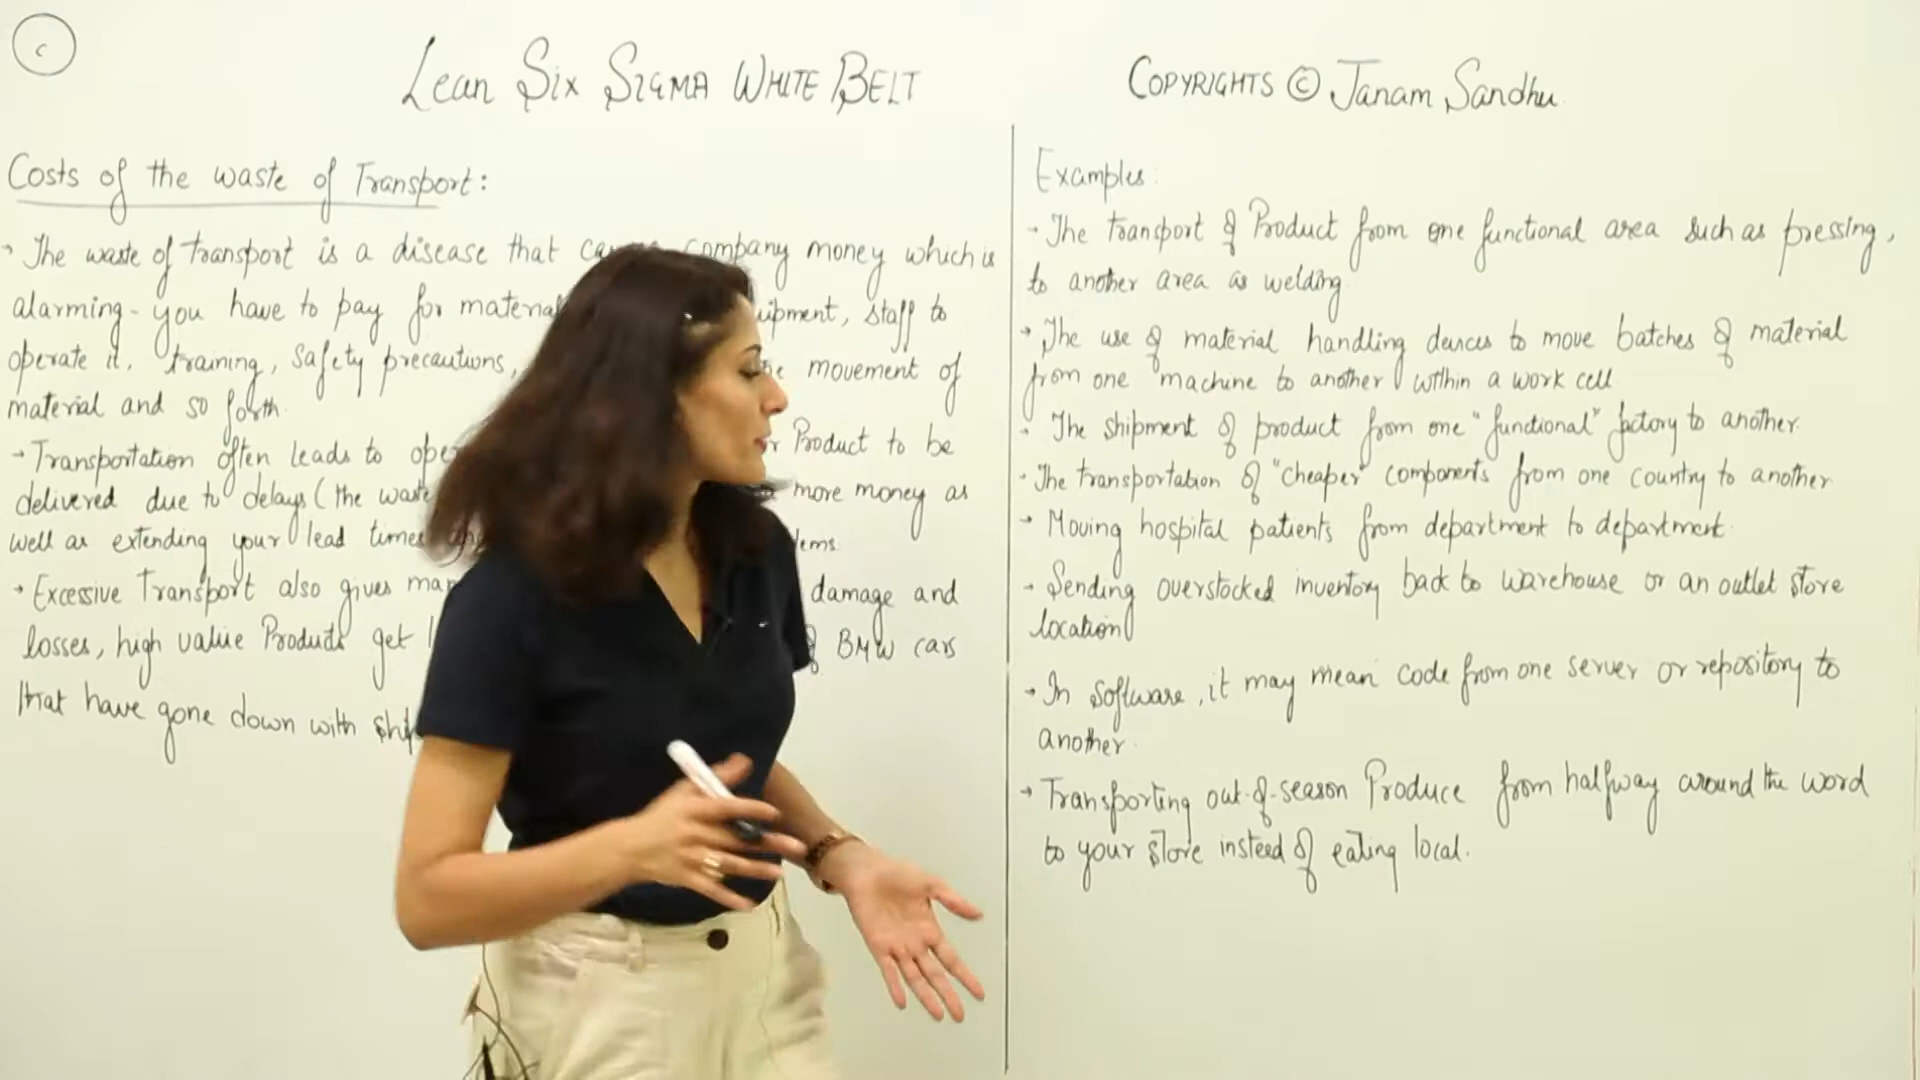 c
Lean Six Sigma White Belt
Copyrights © Janam Sandhu
Costs of the waste of Transport:
The waste of transport is a disease that company money which is
alarming - you have to pay for material staff to
operate it, training, safety precautions, movement of
material and so forth.
Transportation often leads to Product to be
delivered due to delays (the waste more money as
well as extending your lead times
Excessive Transport also gives damage and
losses, high value Products get BMW cars
that have gone down with
Examples:
- The transport of Product from one functional area such as pressing,
to another area as welding
- The use of material handling devices to move batches of material
from one machine to another within a work cell
- The shipment of product from one "functional" factory to another.
- The transportation of "cheaper" components from one country to another
- Moving hospital patients from department to department.
- Sending overstocked inventory back to warehouse or an outlet store
location
- In Software, it may mean code from one server or repository to
another.
- Transporting out-of-season Produce from halfway around the word
to your store instead of eating local.